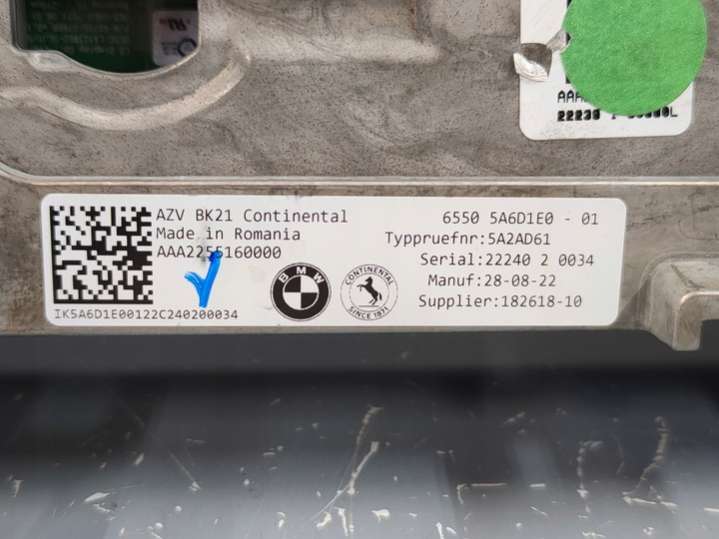 AZV BK21 Continental
Made in Romania
AAA2255160000
IK5A6D1E00122C240200034
BMW
CONTINENTAL
SINCE 1871
6550 5A6D1E0 - 01
Typpruefnr:5A2AD61
Serial:22240 2 0034
Manuf:28-08-22
Supplier:182618-10